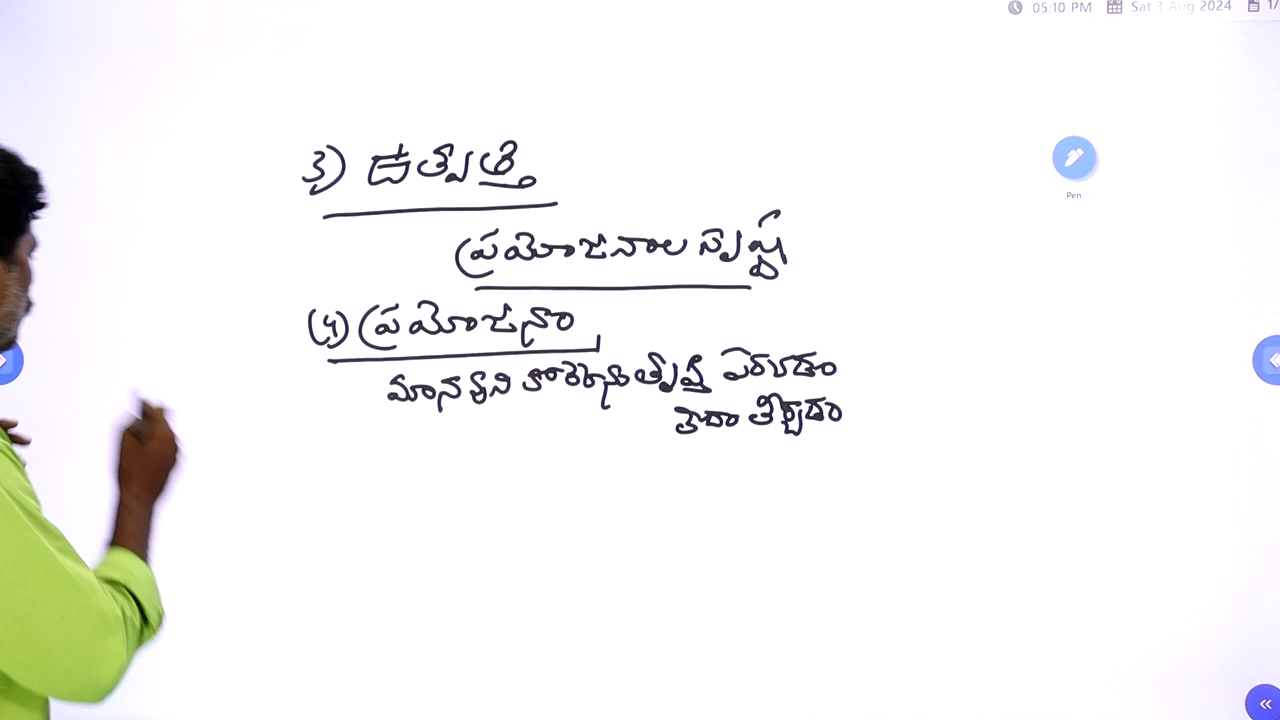 05:10 PM Sat 3 Aug 2024 1/
Pen
3) ఉత్పత్తి
ప్రయోజనాల సృష్టి
(4) ప్రయోజనం
మానవుని కోరికను తృప్తి పరచడం
లేదా తీర్చడం